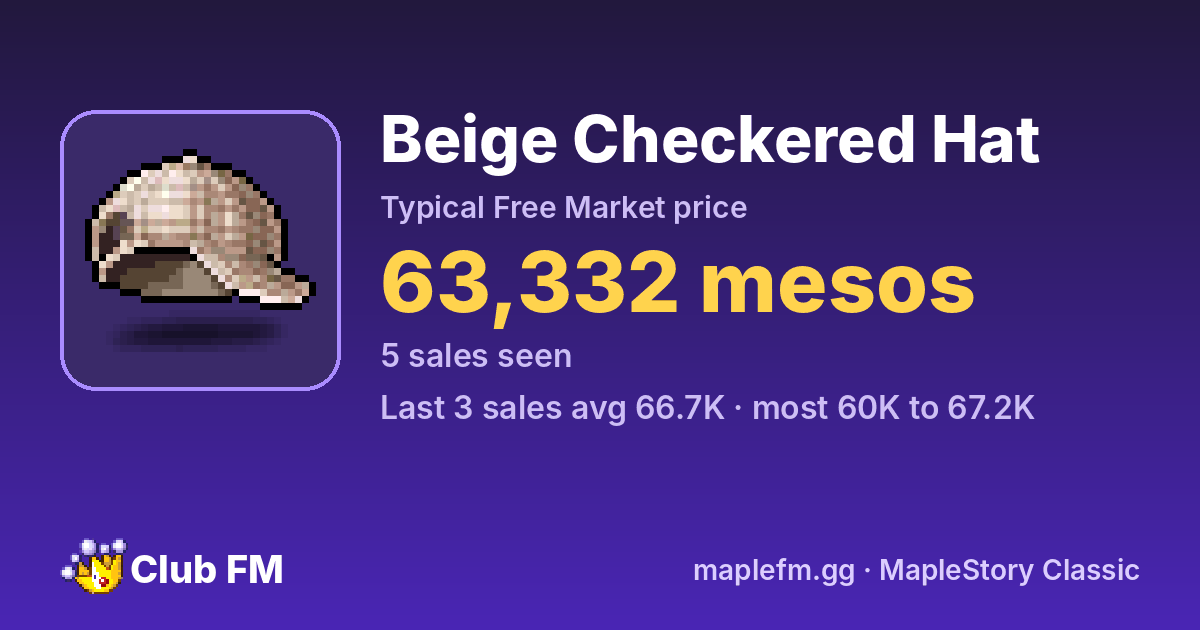 Beige Checkered Hat
Typical Free Market price
63,332 mesos
5 sales seen
Last 3 sales avg 66.7K · most 60K to 67.2K
Club FM
maplefm.gg · MapleStory Classic